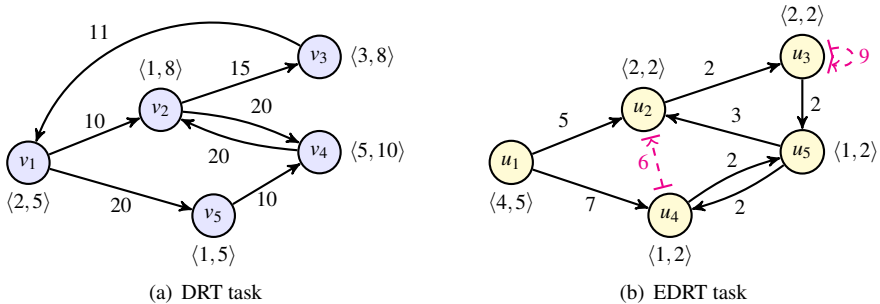 11
v3
⟨3,8⟩
⟨1,8⟩
15
v2
20
10
20
v4
⟨5,10⟩
v1
⟨2,5⟩
20
10
v5
⟨1,5⟩
(a) DRT task
⟨2,2⟩
u3
9
⟨2,2⟩
2
u2
2
5
3
u1
6
2
u5
⟨1,2⟩
⟨4,5⟩
7
2
u4
⟨1,2⟩
(b) EDRT task